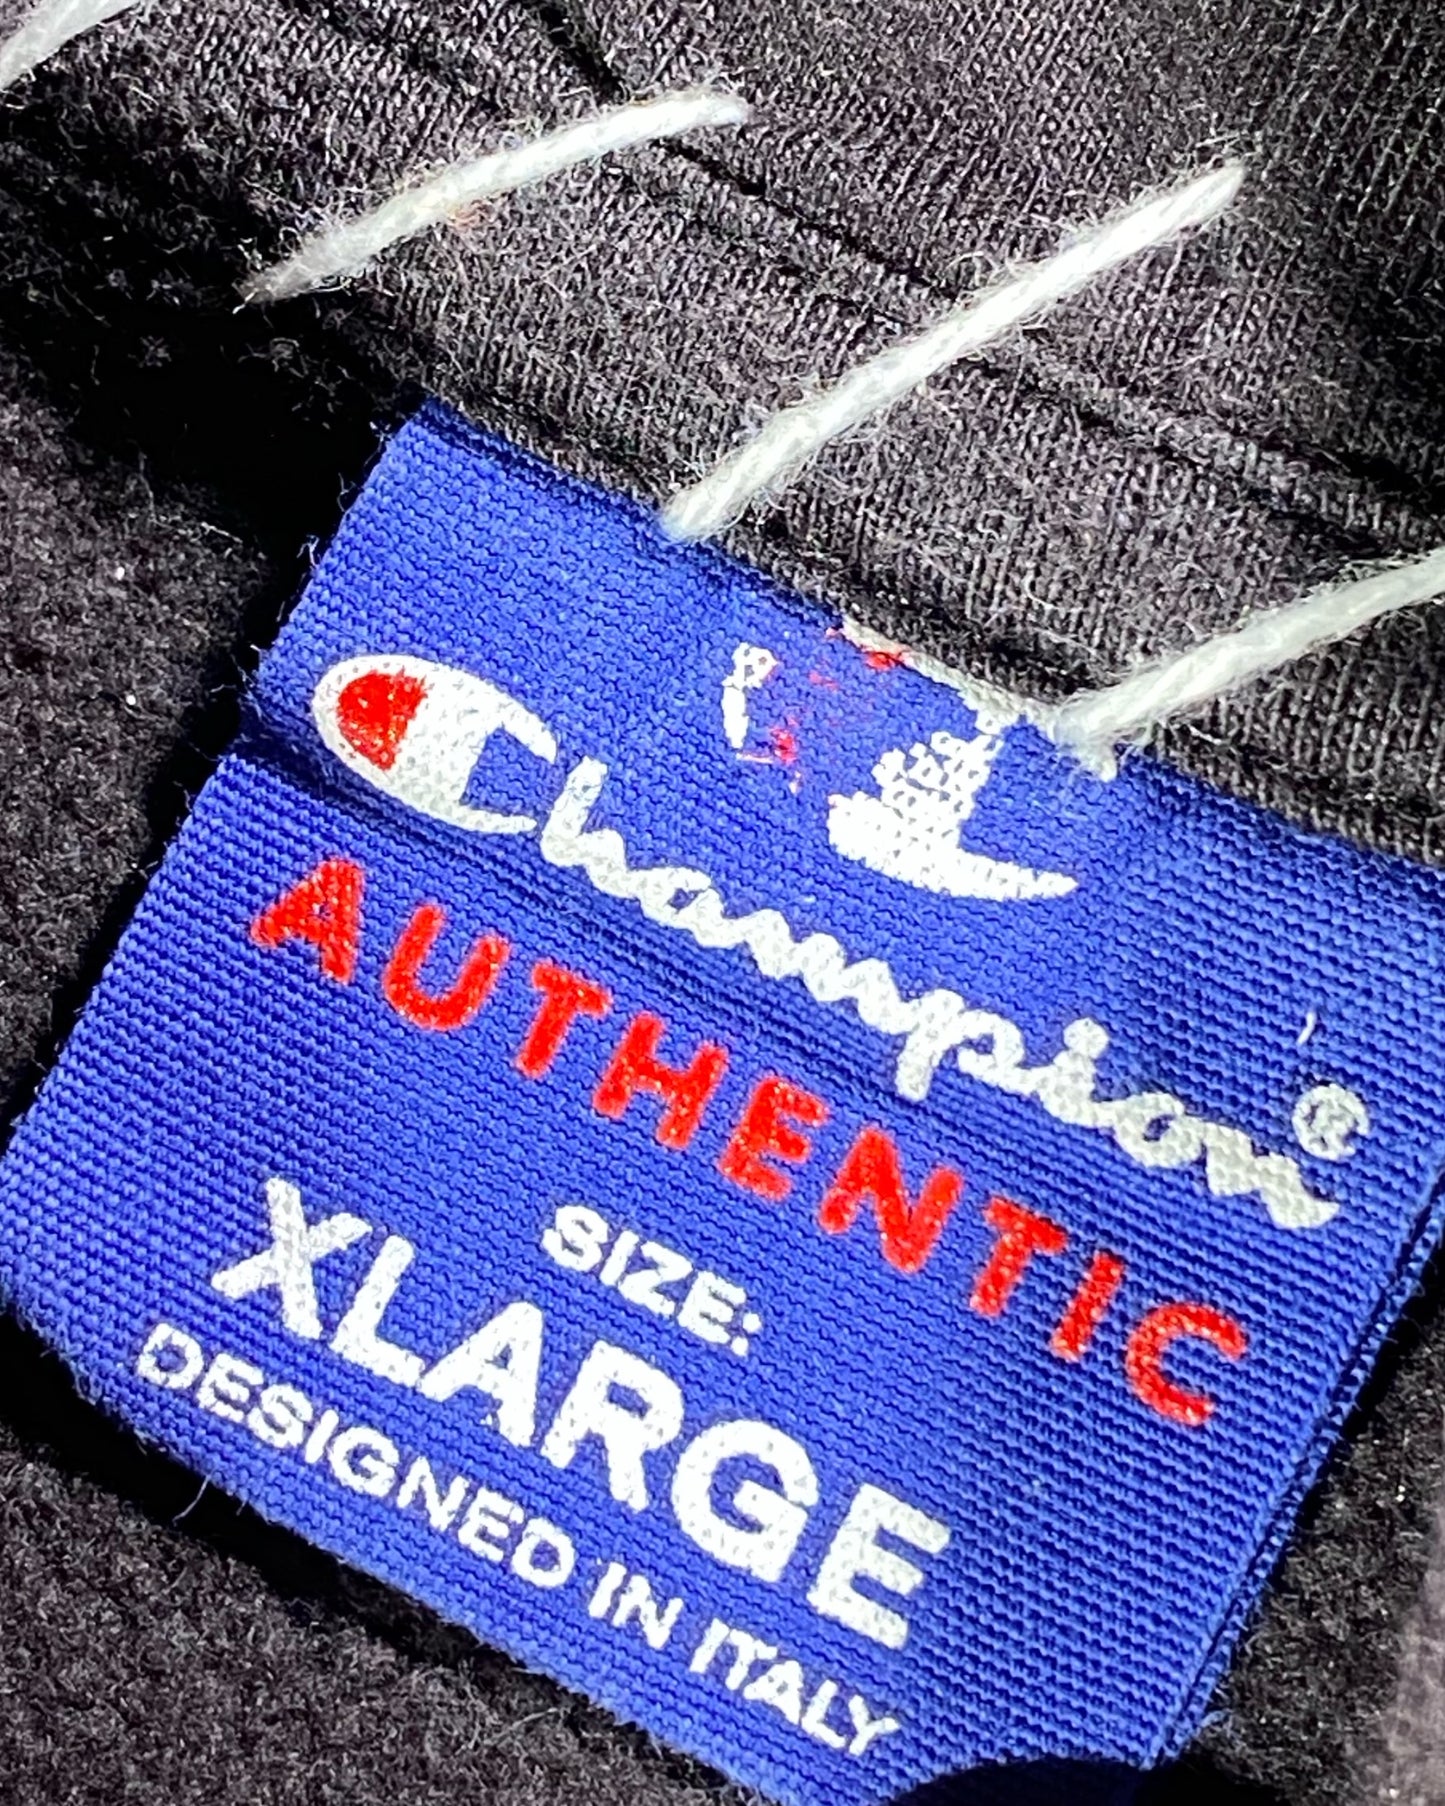 Champion®
AUTHENTIC
SIZE:
XLARGE
DESIGNED IN ITALY